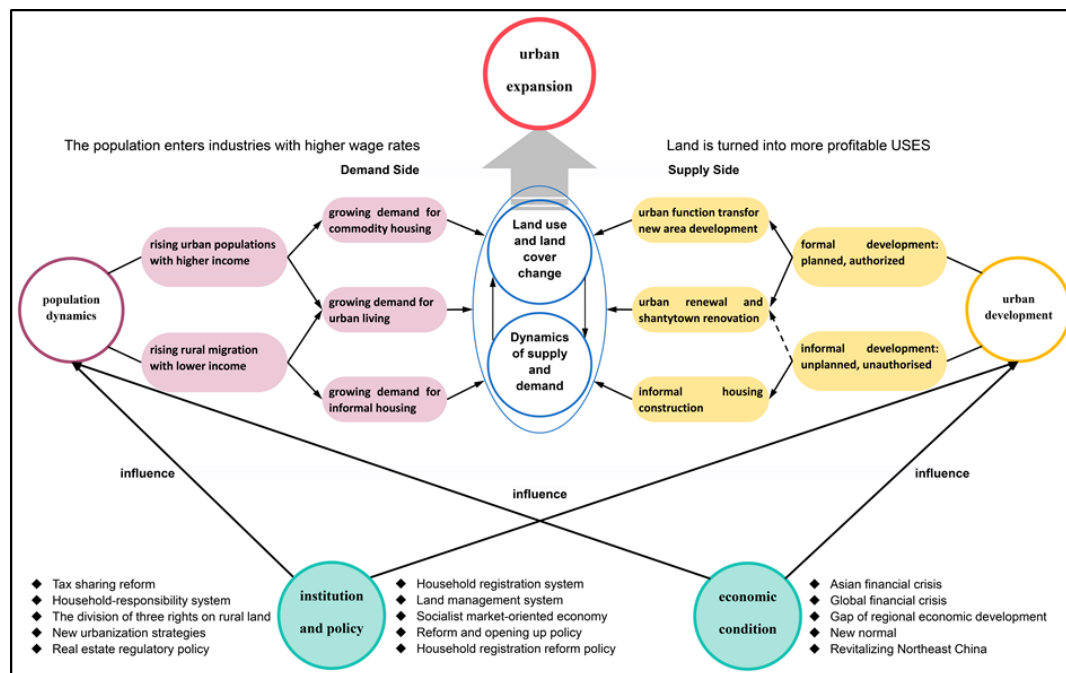 urban
expansion
The population enters industries with higher wage rates
Land is turned into more profitable USES
Demand Side
Supply Side
growing demand for
commodity housing
Land use
and land
cover
change
urban function transfor
new area development
rising urban populations
with higher income
formal development:
planned, authorized
population
dynamics
growing demand for
urban living
urban renewal and
shantytown renovation
urban
development
rising rural migration
with lower income
Dynamics
of supply
and
demand
informal development:
unplanned, unauthorised
growing demand for
informal housing
informal housing
construction
influence
influence
influence
◆ Tax sharing reform
◆ Household-responsibility system
◆ The division of three rights on rural land
◆ New urbanization strategies
◆ Real estate regulatory policy
institution
and policy
◆ Household registration system
◆ Land management system
◆ Socialist market-oriented economy
◆ Reform and opening up policy
◆ Household registration reform policy
economic
condition
◆ Asian financial crisis
◆ Global financial crisis
◆ Gap of regional economic development
◆ New normal
◆ Revitalizing Northeast China